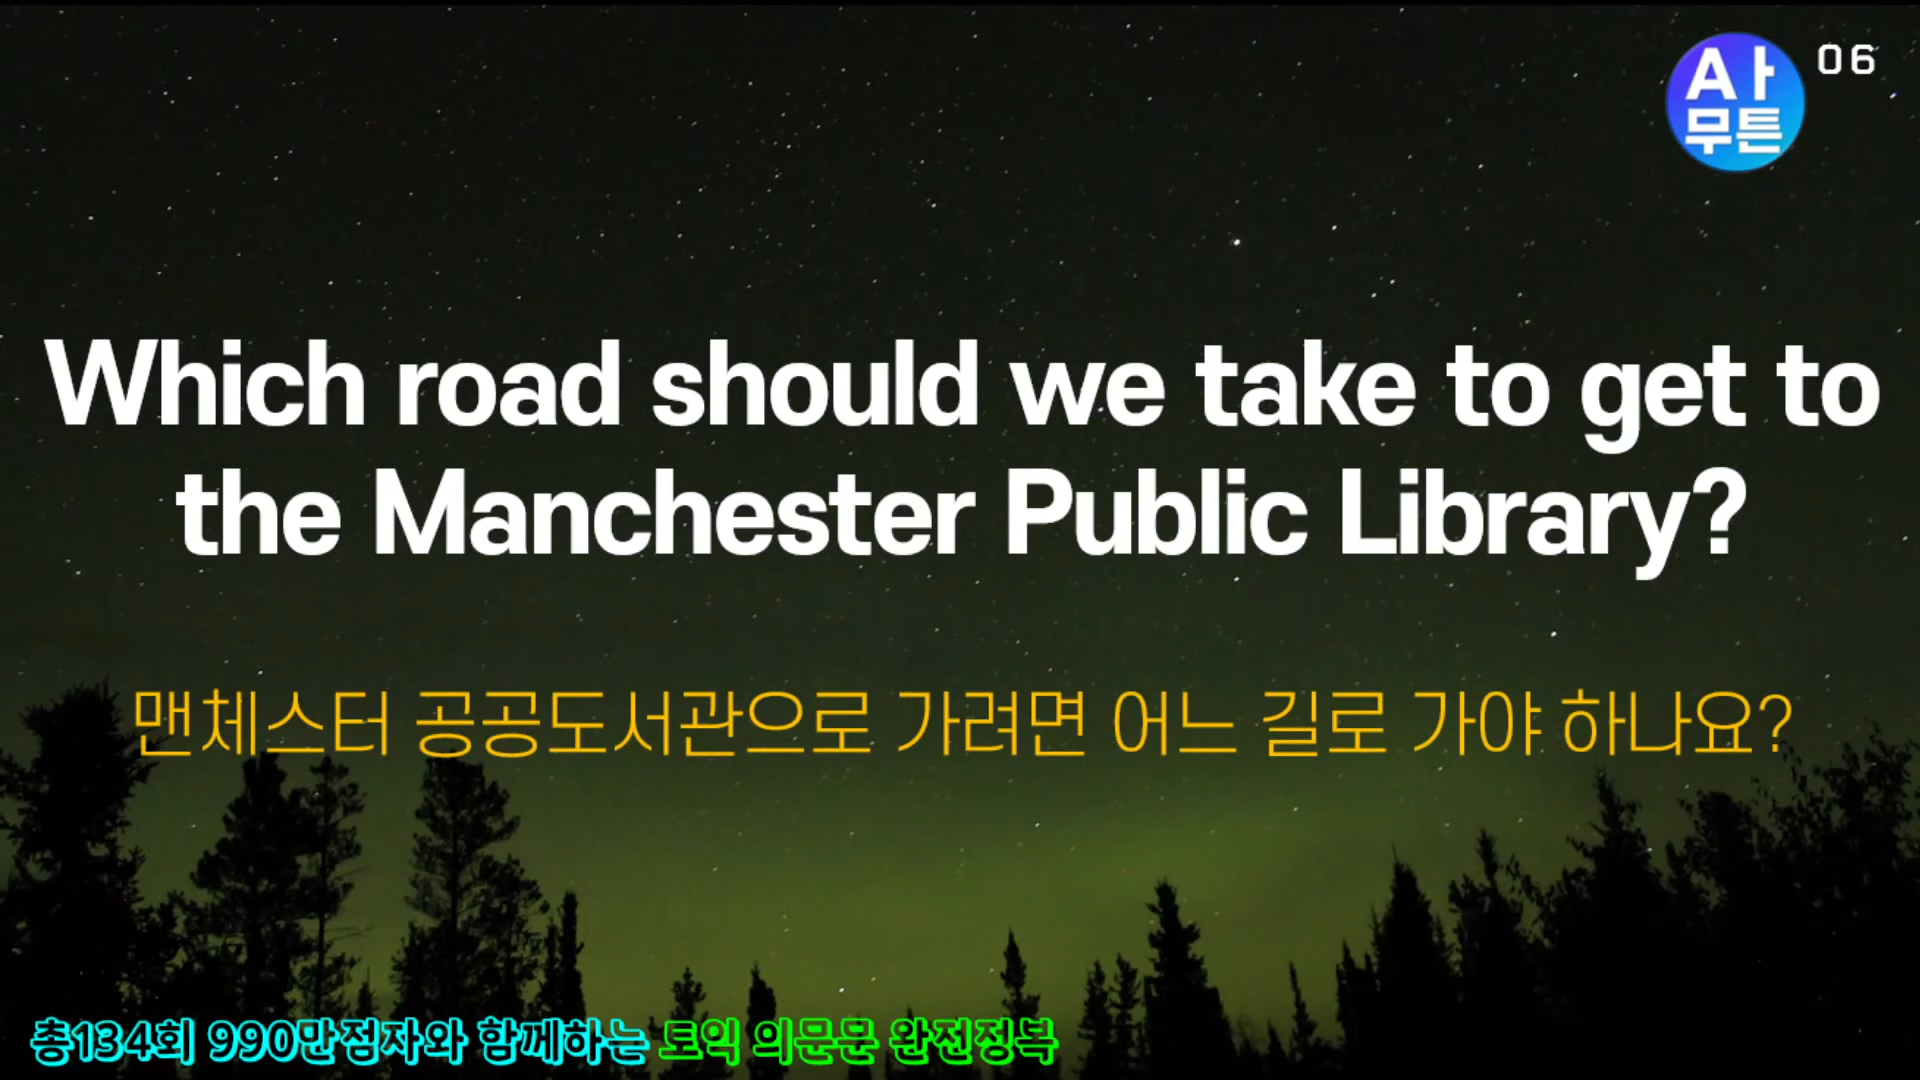 A무튼
06
Which road should we take to get to
the Manchester Public Library?
맨체스터 공공도서관으로 가려면 어느 길로 가야 하나요?
총134회 990만점자와 함께하는 토익 의문문 완전정복